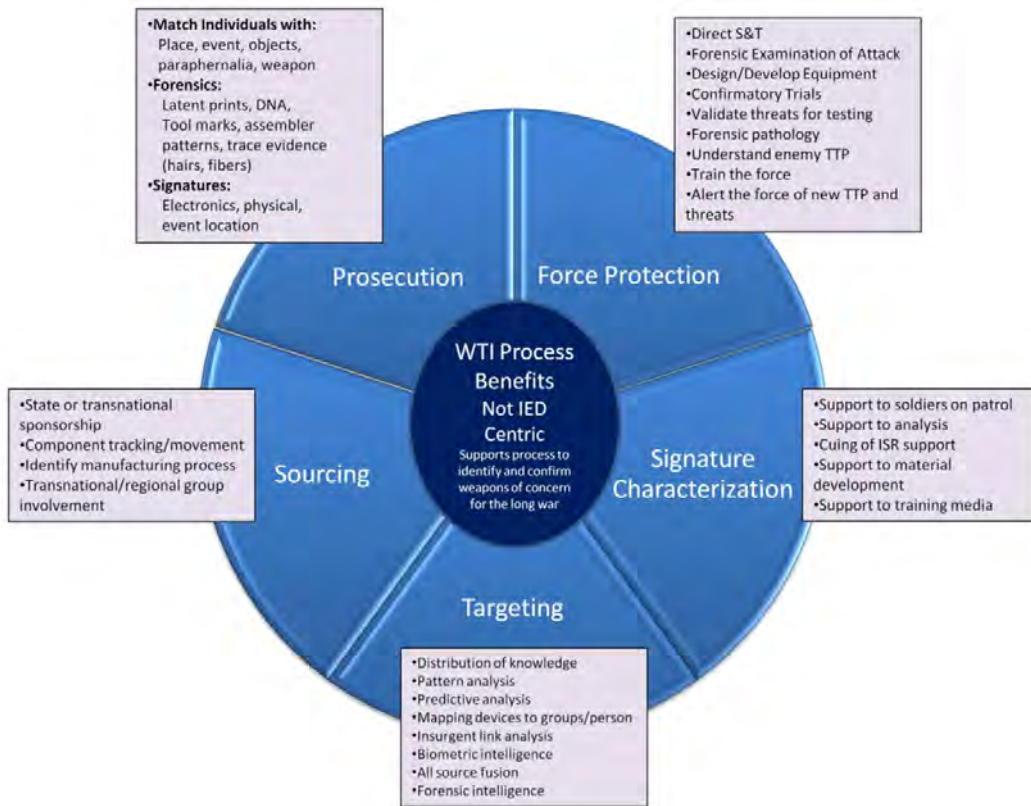 •Match Individuals with:
Place, event, objects,
paraphernalia, weapon
•Forensics:
Latent prints, DNA,
Tool marks, assembler
patterns, trace evidence
(hairs, fibers)
•Signatures:
Electronics, physical,
event location
•Direct S&T
•Forensic Examination of Attack
•Design/Develop Equipment
•Confirmatory Trials
•Validate threats for testing
•Forensic pathology
•Understand enemy TTP
•Train the force
•Alert the force of new TTP and
threats
Prosecution
Force Protection
WTI Process
Benefits
Not IED
Centric
Supports process to
identify and confirm
weapons of concern
for the long war
•State or transnational
sponsorship
•Component tracking/movement
•Identify manufacturing process
•Transnational/regional group
involvement
Sourcing
Signature
Characterization
•Support to soldiers on patrol
•Support to analysis
•Cuing of ISR support
•Support to material
development
•Support to training media
Targeting
•Distribution of knowledge
•Pattern analysis
•Predictive analysis
•Mapping devices to groups/person
•Insurgent link analysis
•Biometric intelligence
•All source fusion
•Forensic intelligence